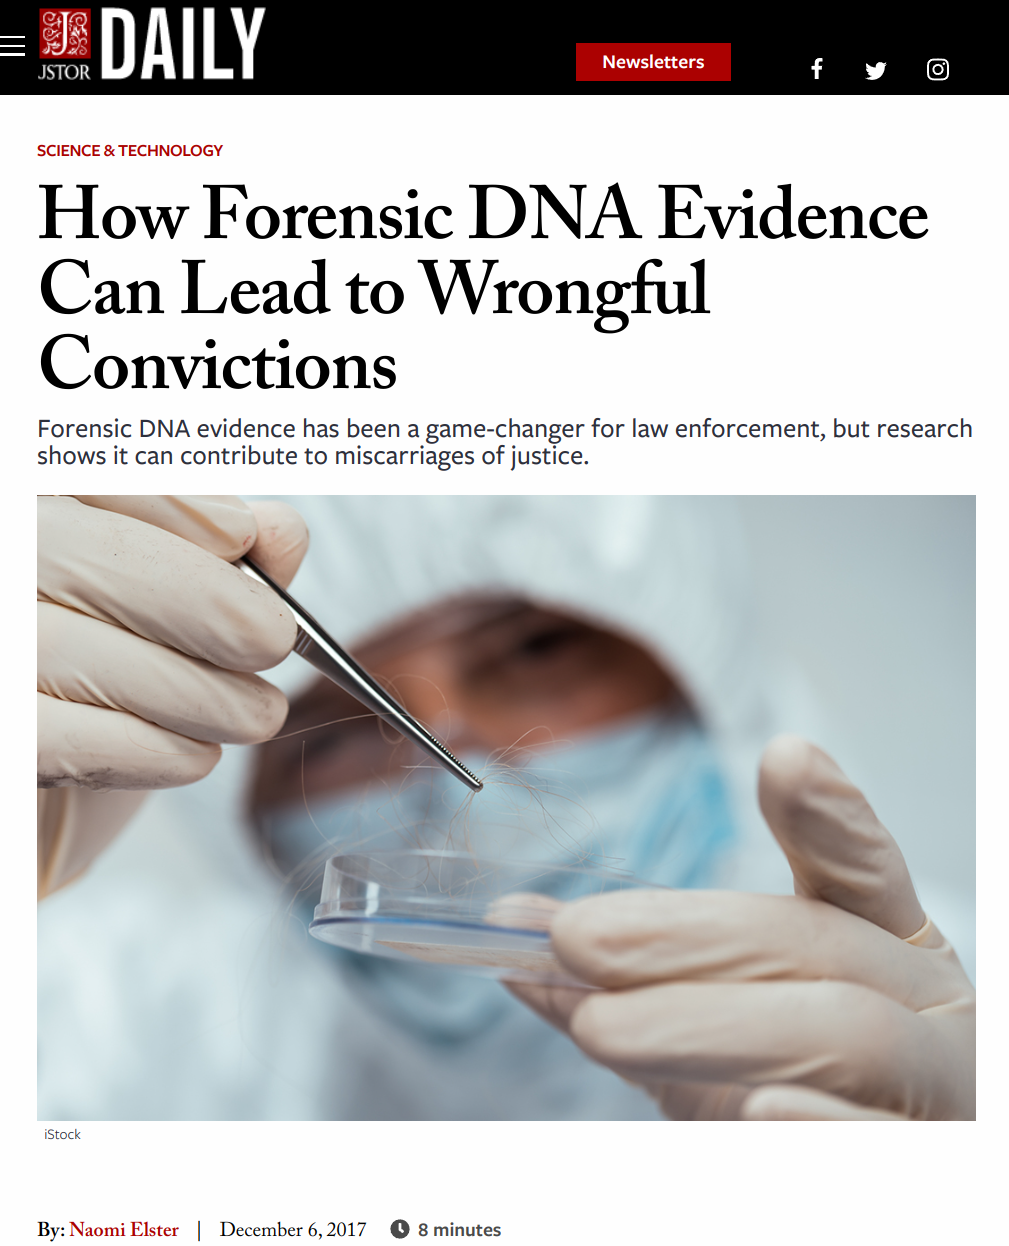 JSTOR DAILY
Newsletters
SCIENCE & TECHNOLOGY
How Forensic DNA Evidence
Can Lead to Wrongful
Convictions
Forensic DNA evidence has been a game-changer for law enforcement, but research
shows it can contribute to miscarriages of justice.
iStock
By: Naomi Elster | December 6, 2017 8 minutes